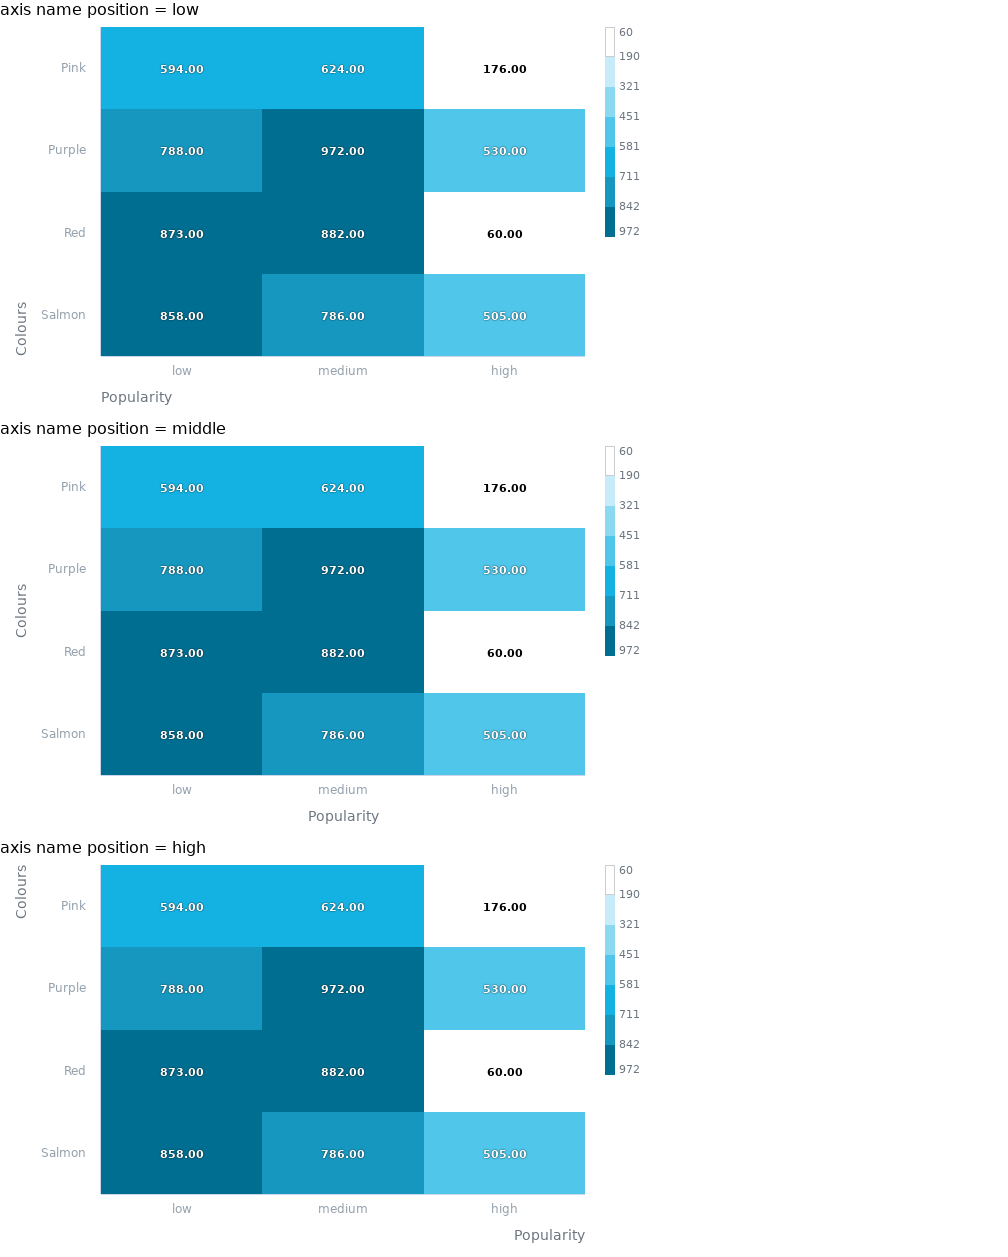 axis name position = low
60
Pink 594.00 624.00 176.00
190
321
451
Purple 788.00 972.00 530.00
581
711
842
Red 873.00 882.00 60.00
972
Colours
Salmon 858.00 786.00 505.00
low medium high
Popularity
axis name position = middle
60
Pink 594.00 624.00 176.00
190
321
451
Purple 788.00 972.00 530.00
581
Colours
711
842
Red 873.00 882.00 60.00
972
Salmon 858.00 786.00 505.00
low medium high
Popularity
axis name position = high
60
Colours
Pink 594.00 624.00 176.00
190
321
451
Purple 788.00 972.00 530.00
581
711
842
Red 873.00 882.00 60.00
972
Salmon 858.00 786.00 505.00
low medium high
Popularity